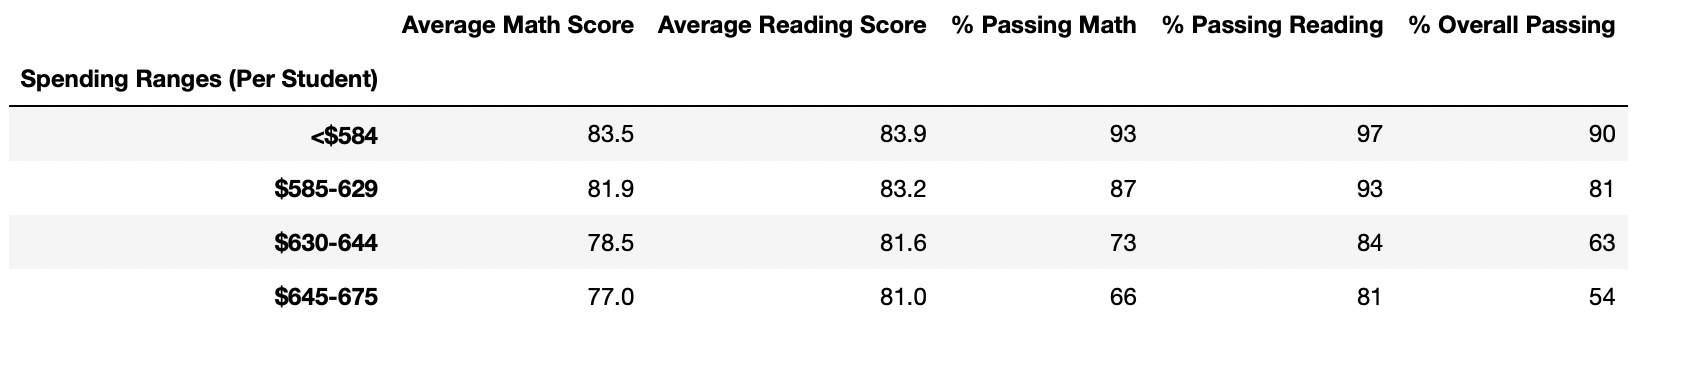 Average Math Score Average Reading Score % Passing Math % Passing Reading % Overall Passing
Spending Ranges (Per Student)
<$584 83.5 83.9 93 97 90
$585-629 81.9 83.2 87 93 81
$630-644 78.5 81.6 73 84 63
$645-675 77.0 81.0 66 81 54